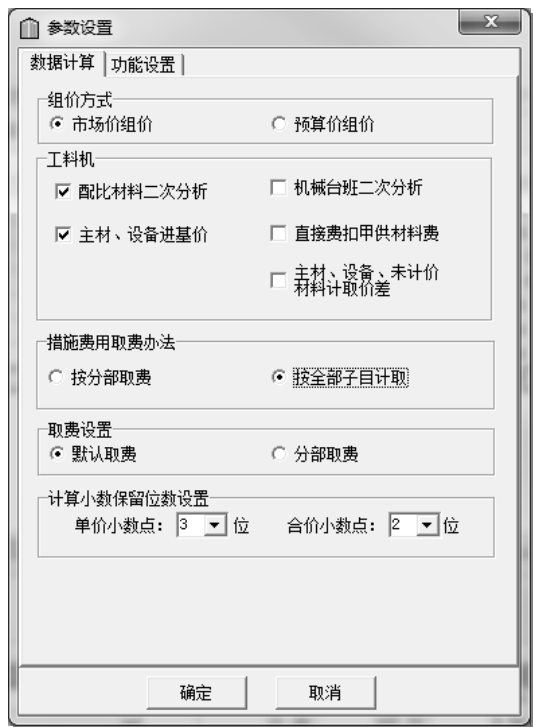 参数设置
数据计算 功能设置
组价方式
市场价组价 预算价组价
工料机
配比材料二次分析 机械台班二次分析
主材、设备进基价 直接费扣甲供材料费
主材、设备、未计价
材料计取价差
措施费用取费办法
按分部取费 按全部子目计取
取费设置
默认取费 分部取费
计算小数保留位数设置
单价小数点: 3 位 合价小数点: 2 位
确定 取消